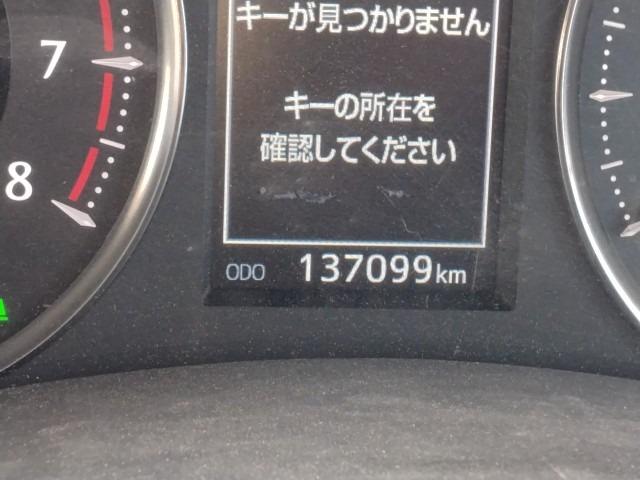 キーが見つかりません
キーの所在を
確認してください
ODO 137099km
7
8